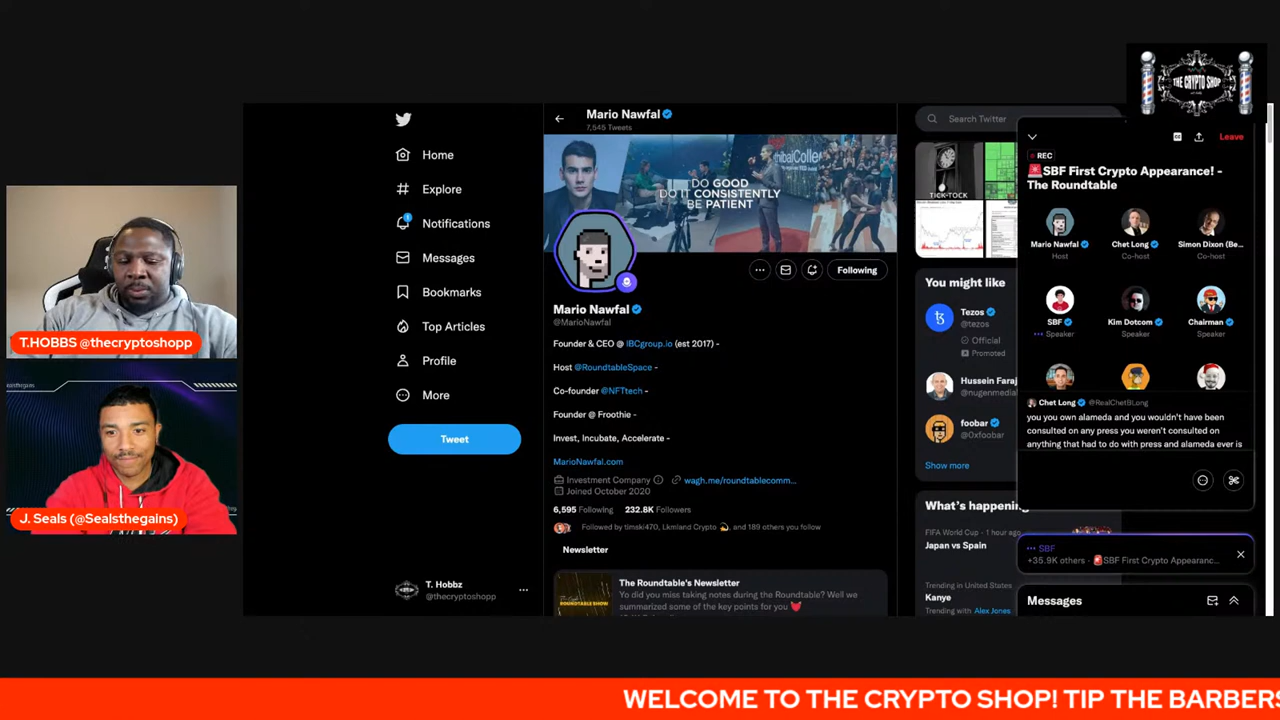 THE CRYPTO SHOP
T.HOBBS @thecryptoshopp
J. Seals (@Sealsthegains)
Home
Explore
Notifications
Messages
Bookmarks
Top Articles
Profile
More
Tweet
T. Hobbz
@thecryptoshopp
Mario Nawfal
7,545 Tweets
DO GOOD
DO IT CONSISTENTLY
BE PATIENT
Following
Mario Nawfal
@MarioNawfal
Founder & CEO @ IBCgroup.io (est 2017) -
Host @RoundtableSpace -
Co-founder @NFTtech -
Founder @ Froothie -
Invest, Incubate, Accelerate -
MarioNawfal.com
Investment Company
wagh.me/roundtablecomm...
Joined October 2020
6,595 Following 232.8K Followers
Followed by timski470, Lkmland Crypto, and 189 others you follow
Newsletter
ROUNDTABLE SHOW
The Roundtable's Newsletter
Yo did you miss taking notes during the Roundtable? Well we
summarized some of the key points for you
Search Twitter
TICK-TOCK
You might like
Tezos
@tezos
Official
Promoted
Hussein Faraj
@nugenmedia
foobar
@0xfoobar
Show more
What's happening
FIFA World Cup · 1 hour ago
Japan vs Spain
Trending in United States
Kanye
Trending with Alex Jones
Leave
REC
SBF First Crypto Appearance! -
The Roundtable
Mario Nawfal
Host
Chet Long
Co-host
Simon Dixon (Be...
Co-host
SBF
Speaker
Kim Dotcom
Speaker
Chairman
Speaker
Chet Long @RealChetBLong
you you own alameda and you wouldn't have been
consulted on any press you weren't consulted on
anything that had to do with press and alameda ever is
SBF
+35.9K others · SBF First Crypto Appearanc...
Messages
WELCOME TO THE CRYPTO SHOP! TIP THE BARBERS